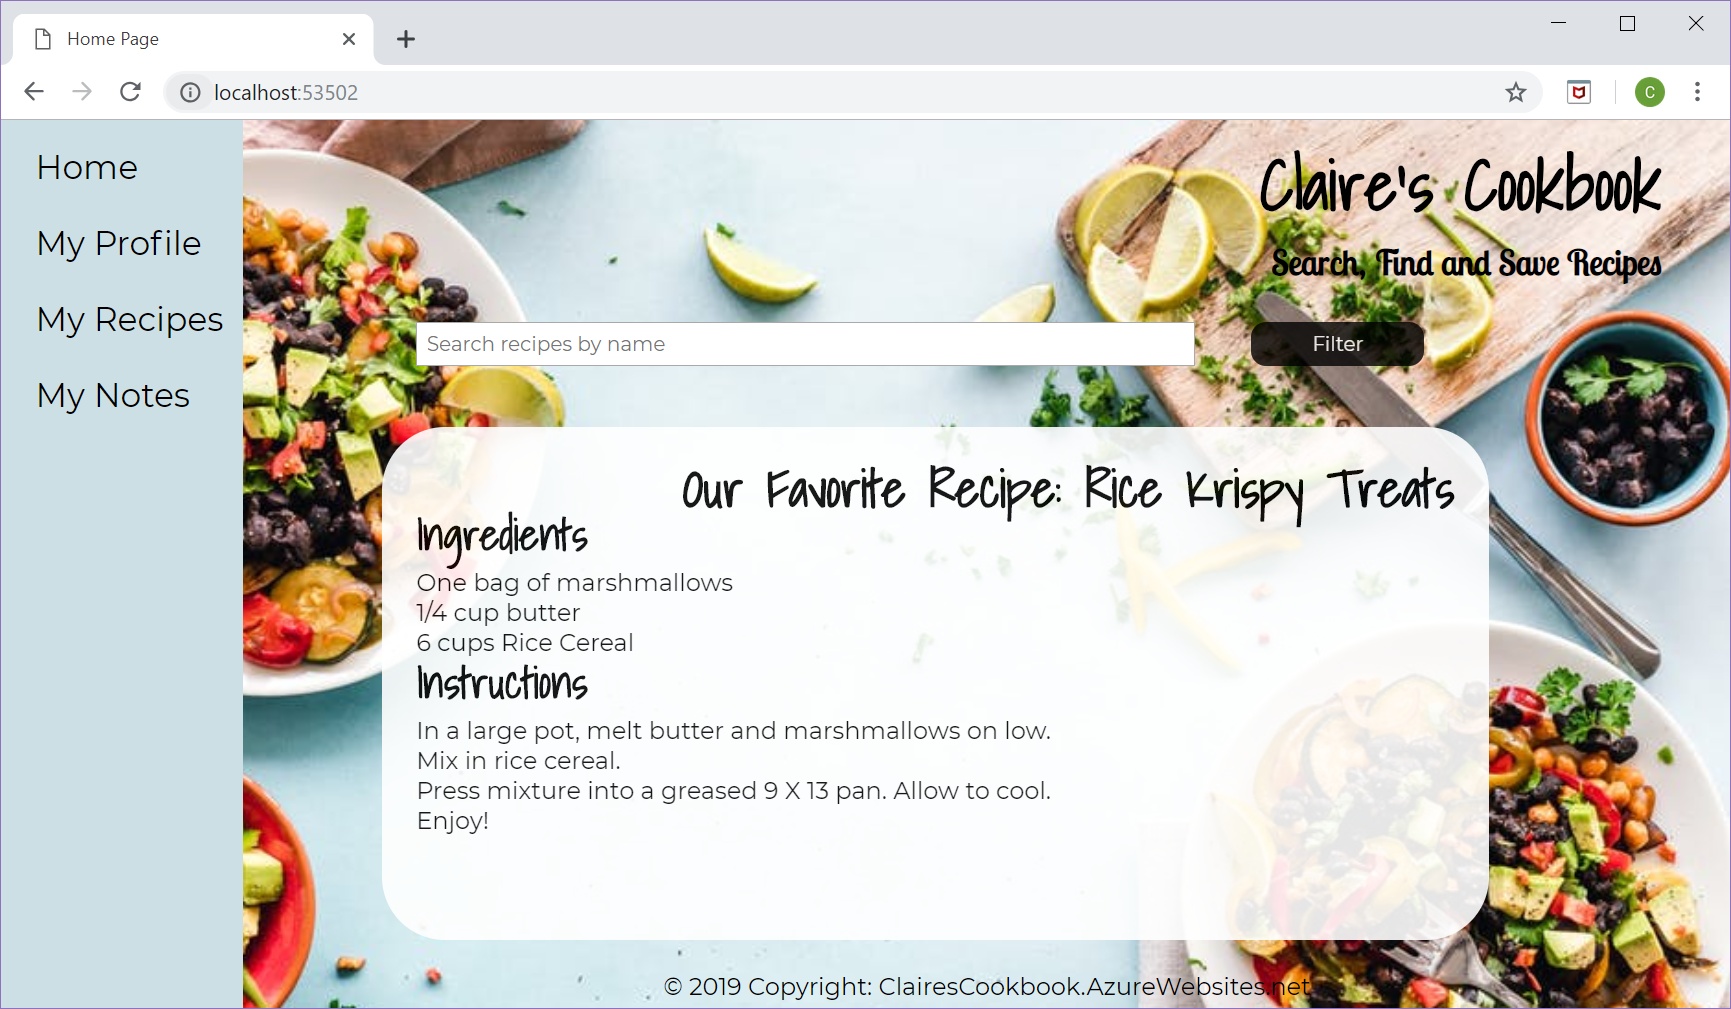 Home Page
localhost:53502
C
Home
My Profile
My Recipes
My Notes
Claire's Cookbook
Search, Find and Save Recipes
Search recipes by name
Filter
Our Favorite Recipe: Rice Krispy Treats
Ingredients
One bag of marshmallows
1/4 cup butter
6 cups Rice Cereal
Instructions
In a large pot, melt butter and marshmallows on low.
Mix in rice cereal.
Press mixture into a greased 9 X 13 pan. Allow to cool.
Enjoy!
© 2019 Copyright: ClairesCookbook.AzureWebsites.net